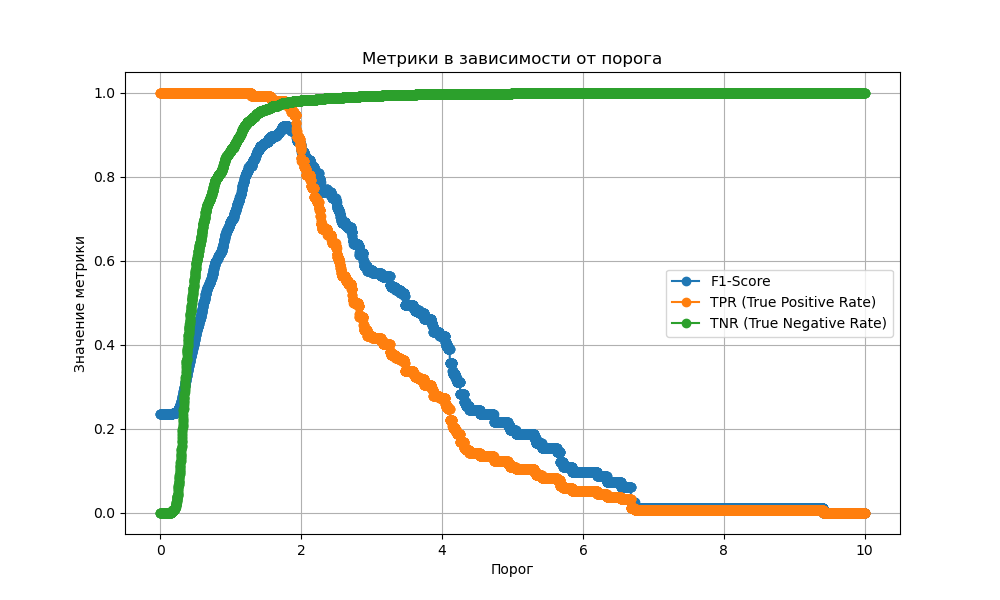 Метрики в зависимости от порога
Значение метрики
1.0
0.8
0.6
0.4
0.2
0.0
F1-Score
TPR (True Positive Rate)
TNR (True Negative Rate)
0
2
4
6
8
10
Порог